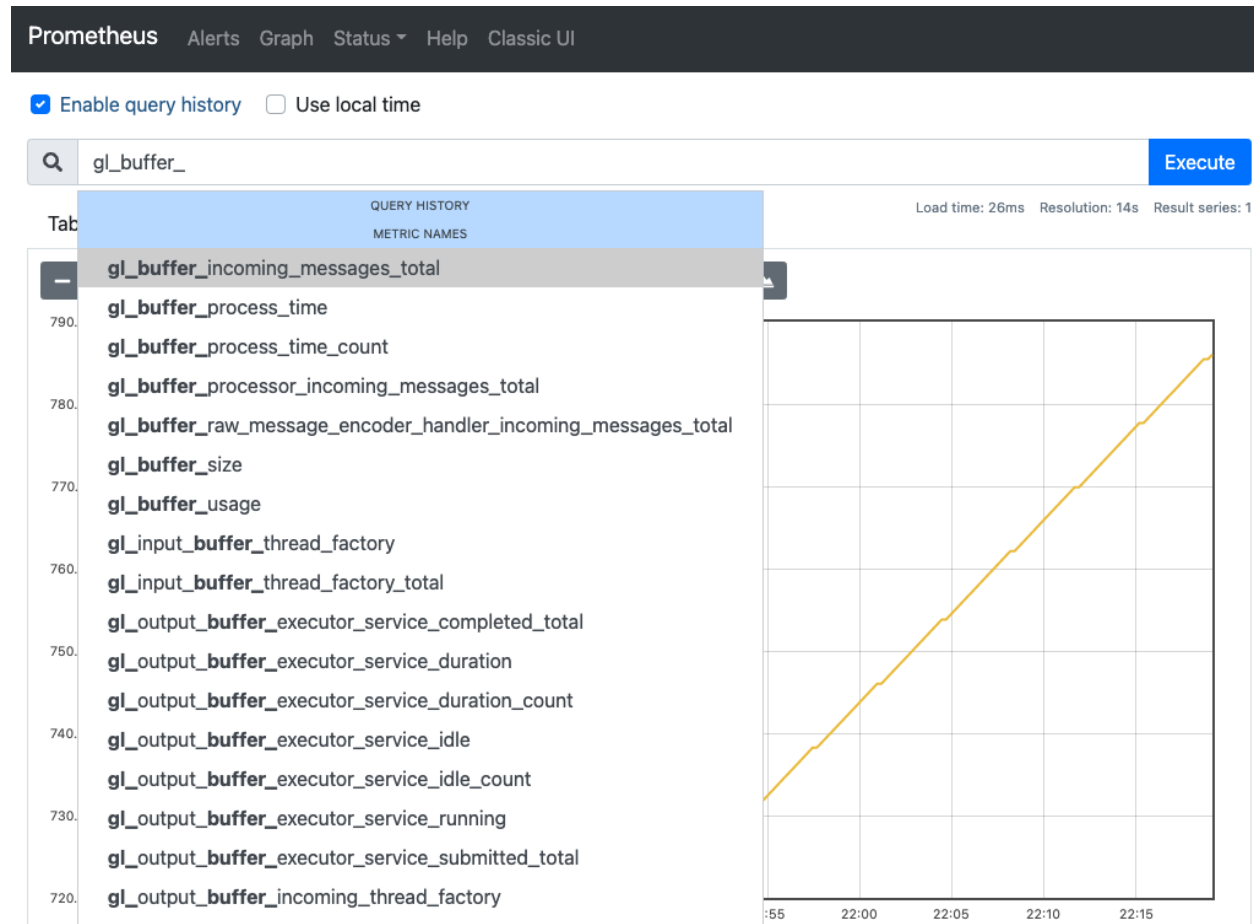 Prometheus Alerts Graph Status Help Classic UI
Enable query history Use local time
gl_buffer_ Execute
Load time: 26ms Resolution: 14s Result series: 1
Tab
QUERY HISTORY
METRIC NAMES
gl_buffer_incoming_messages_total
gl_buffer_process_time
gl_buffer_process_time_count
gl_buffer_processor_incoming_messages_total
gl_buffer_raw_message_encoder_handler_incoming_messages_total
gl_buffer_size
gl_buffer_usage
gl_input_buffer_thread_factory
gl_input_buffer_thread_factory_total
gl_output_buffer_executor_service_completed_total
gl_output_buffer_executor_service_duration
gl_output_buffer_executor_service_duration_count
gl_output_buffer_executor_service_idle
gl_output_buffer_executor_service_idle_count
gl_output_buffer_executor_service_running
gl_output_buffer_executor_service_submitted_total
gl_output_buffer_incoming_thread_factory
790.
780.
770.
760.
750.
740.
730.
720.
:55 22:00 22:05 22:10 22:15